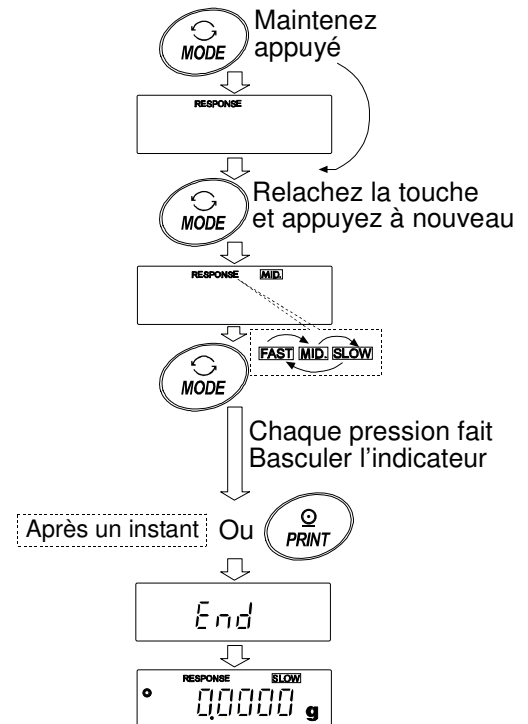 Maintenez
appuyé
MODE
RESPONSE
Relachez la touche
et appuyez à nouveau
MODE
RESPONSE MID.
FAST MID. SLOW
MODE
Chaque pression fait
Basculer l'indicateur
Après un instant Ou PRINT
End
RESPONSE SLOW
0.0000 g